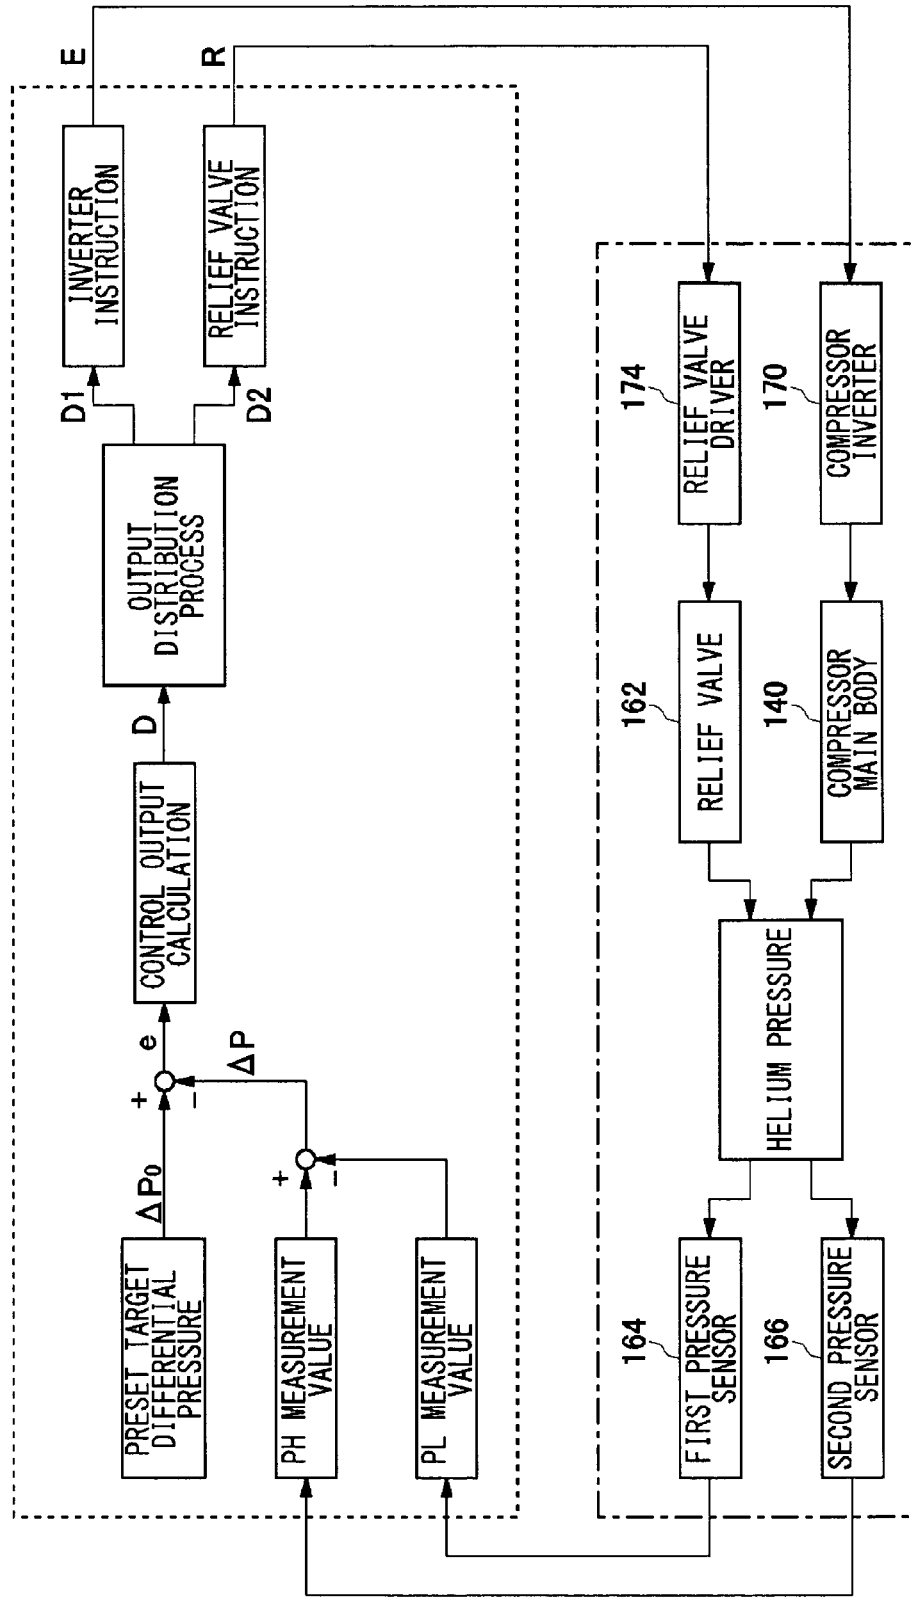 PRESET TARGET
DIFFERENTIAL
PRESSURE
ΔP0
+
−
e
CONTROL OUTPUT
CALCULATION
D
OUTPUT
DISTRIBUTION
PROCESS
D1
INVERTER
INSTRUCTION
E
D2
RELIEF VALVE
INSTRUCTION
R
PH MEASUREMENT
VALUE
+
−
ΔP
PL MEASUREMENT
VALUE
164
FIRST PRESSURE
SENSOR
166
SECOND PRESSURE
SENSOR
HELIUM PRESSURE
162
RELIEF VALVE
140
COMPRESSOR
MAIN BODY
174
RELIEF VALVE
DRIVER
170
COMPRESSOR
INVERTER